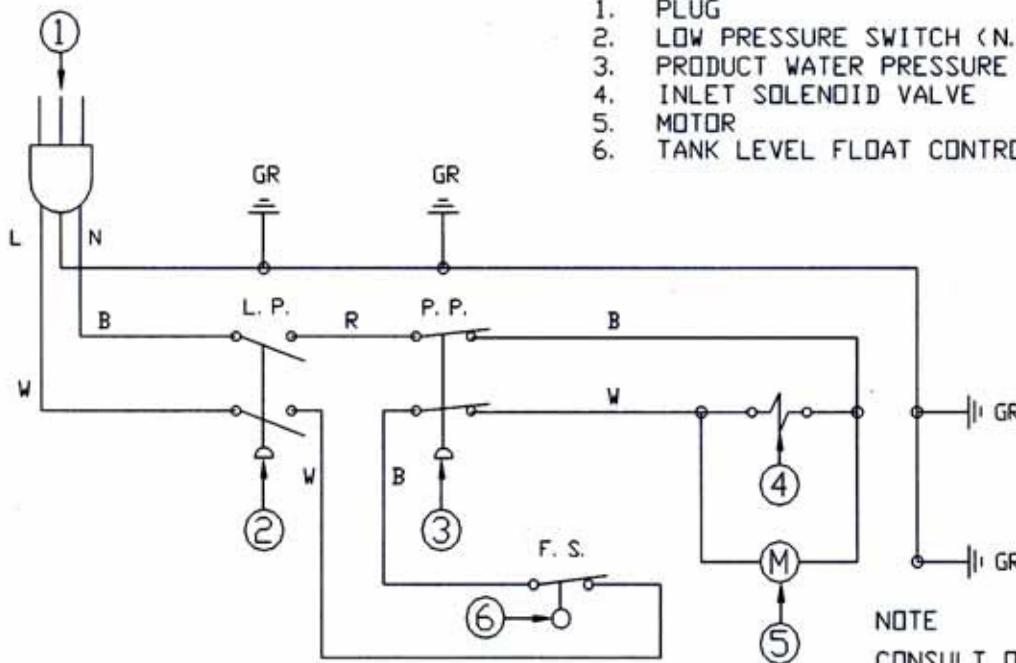 1
1. PLUG
2. LOW PRESSURE SWITCH (N.
3. PRODUCT WATER PRESSURE
4. INLET SOLENOID VALVE
5. MOTOR
6. TANK LEVEL FLOAT CONTRO
GR GR
L N
L. P. R P. P. B
B
W
W
GR
W B
4
2 3
F. S.
M GR
6
5
NOTE
CONSULT O